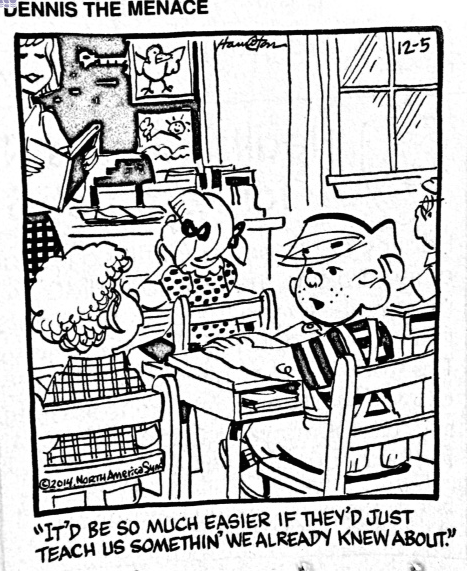 DENNIS THE MENACE
12-5
©2014. NORTH AMERICA SYND
"IT'D BE SO MUCH EASIER IF THEY'D JUST
TEACH US SOMETHIN' WE ALREADY KNEW ABOUT."